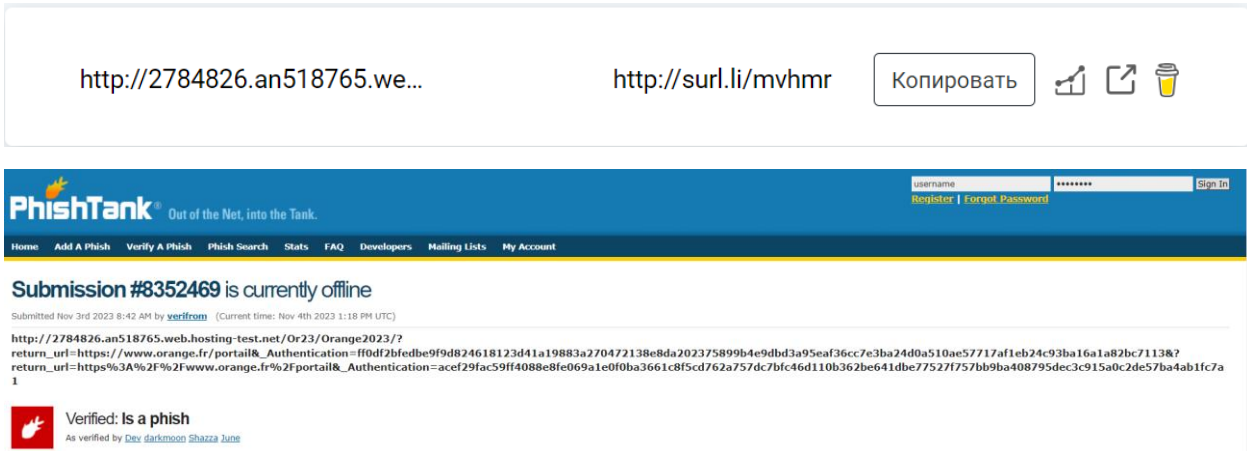 http://2784826.an518765.we...
http://surl.li/mvhmr
Копировать
PhishTank® Out of the Net, into the Tank.
username
••••••••
Sign In
Register | Forgot Password
Home Add A Phish Verify A Phish Phish Search Stats FAQ Developers Mailing Lists My Account
Submission #8352469 is currently offline
Submitted Nov 3rd 2023 8:42 AM by verifrom (Current time: Nov 4th 2023 1:18 PM UTC)
http://2784826.an518765.web.hosting-test.net/Or23/Orange2023/?
return_url=https://www.orange.fr/portail&_Authentication=ff0df2bfedbe9f9d824618123d41a19883a270472138e8da202375899b4e9dbd3a95eaf36cc7e3ba24d0a510ae57717af1eb24c93ba16a1a82bc7113&?
return_url=https%3A%2F%2Fwww.orange.fr%2Fportail&_Authentication=acef29fac59ff4088e8fe069a1e0f0ba3661c8f5cd762a757dc7bfc46d110b362be641dbe77527f757bb9ba408795dec3c915a0c2de57ba4ab1fc7a
1
Verified: Is a phish
As verified by Dev darkmoon Shazza June